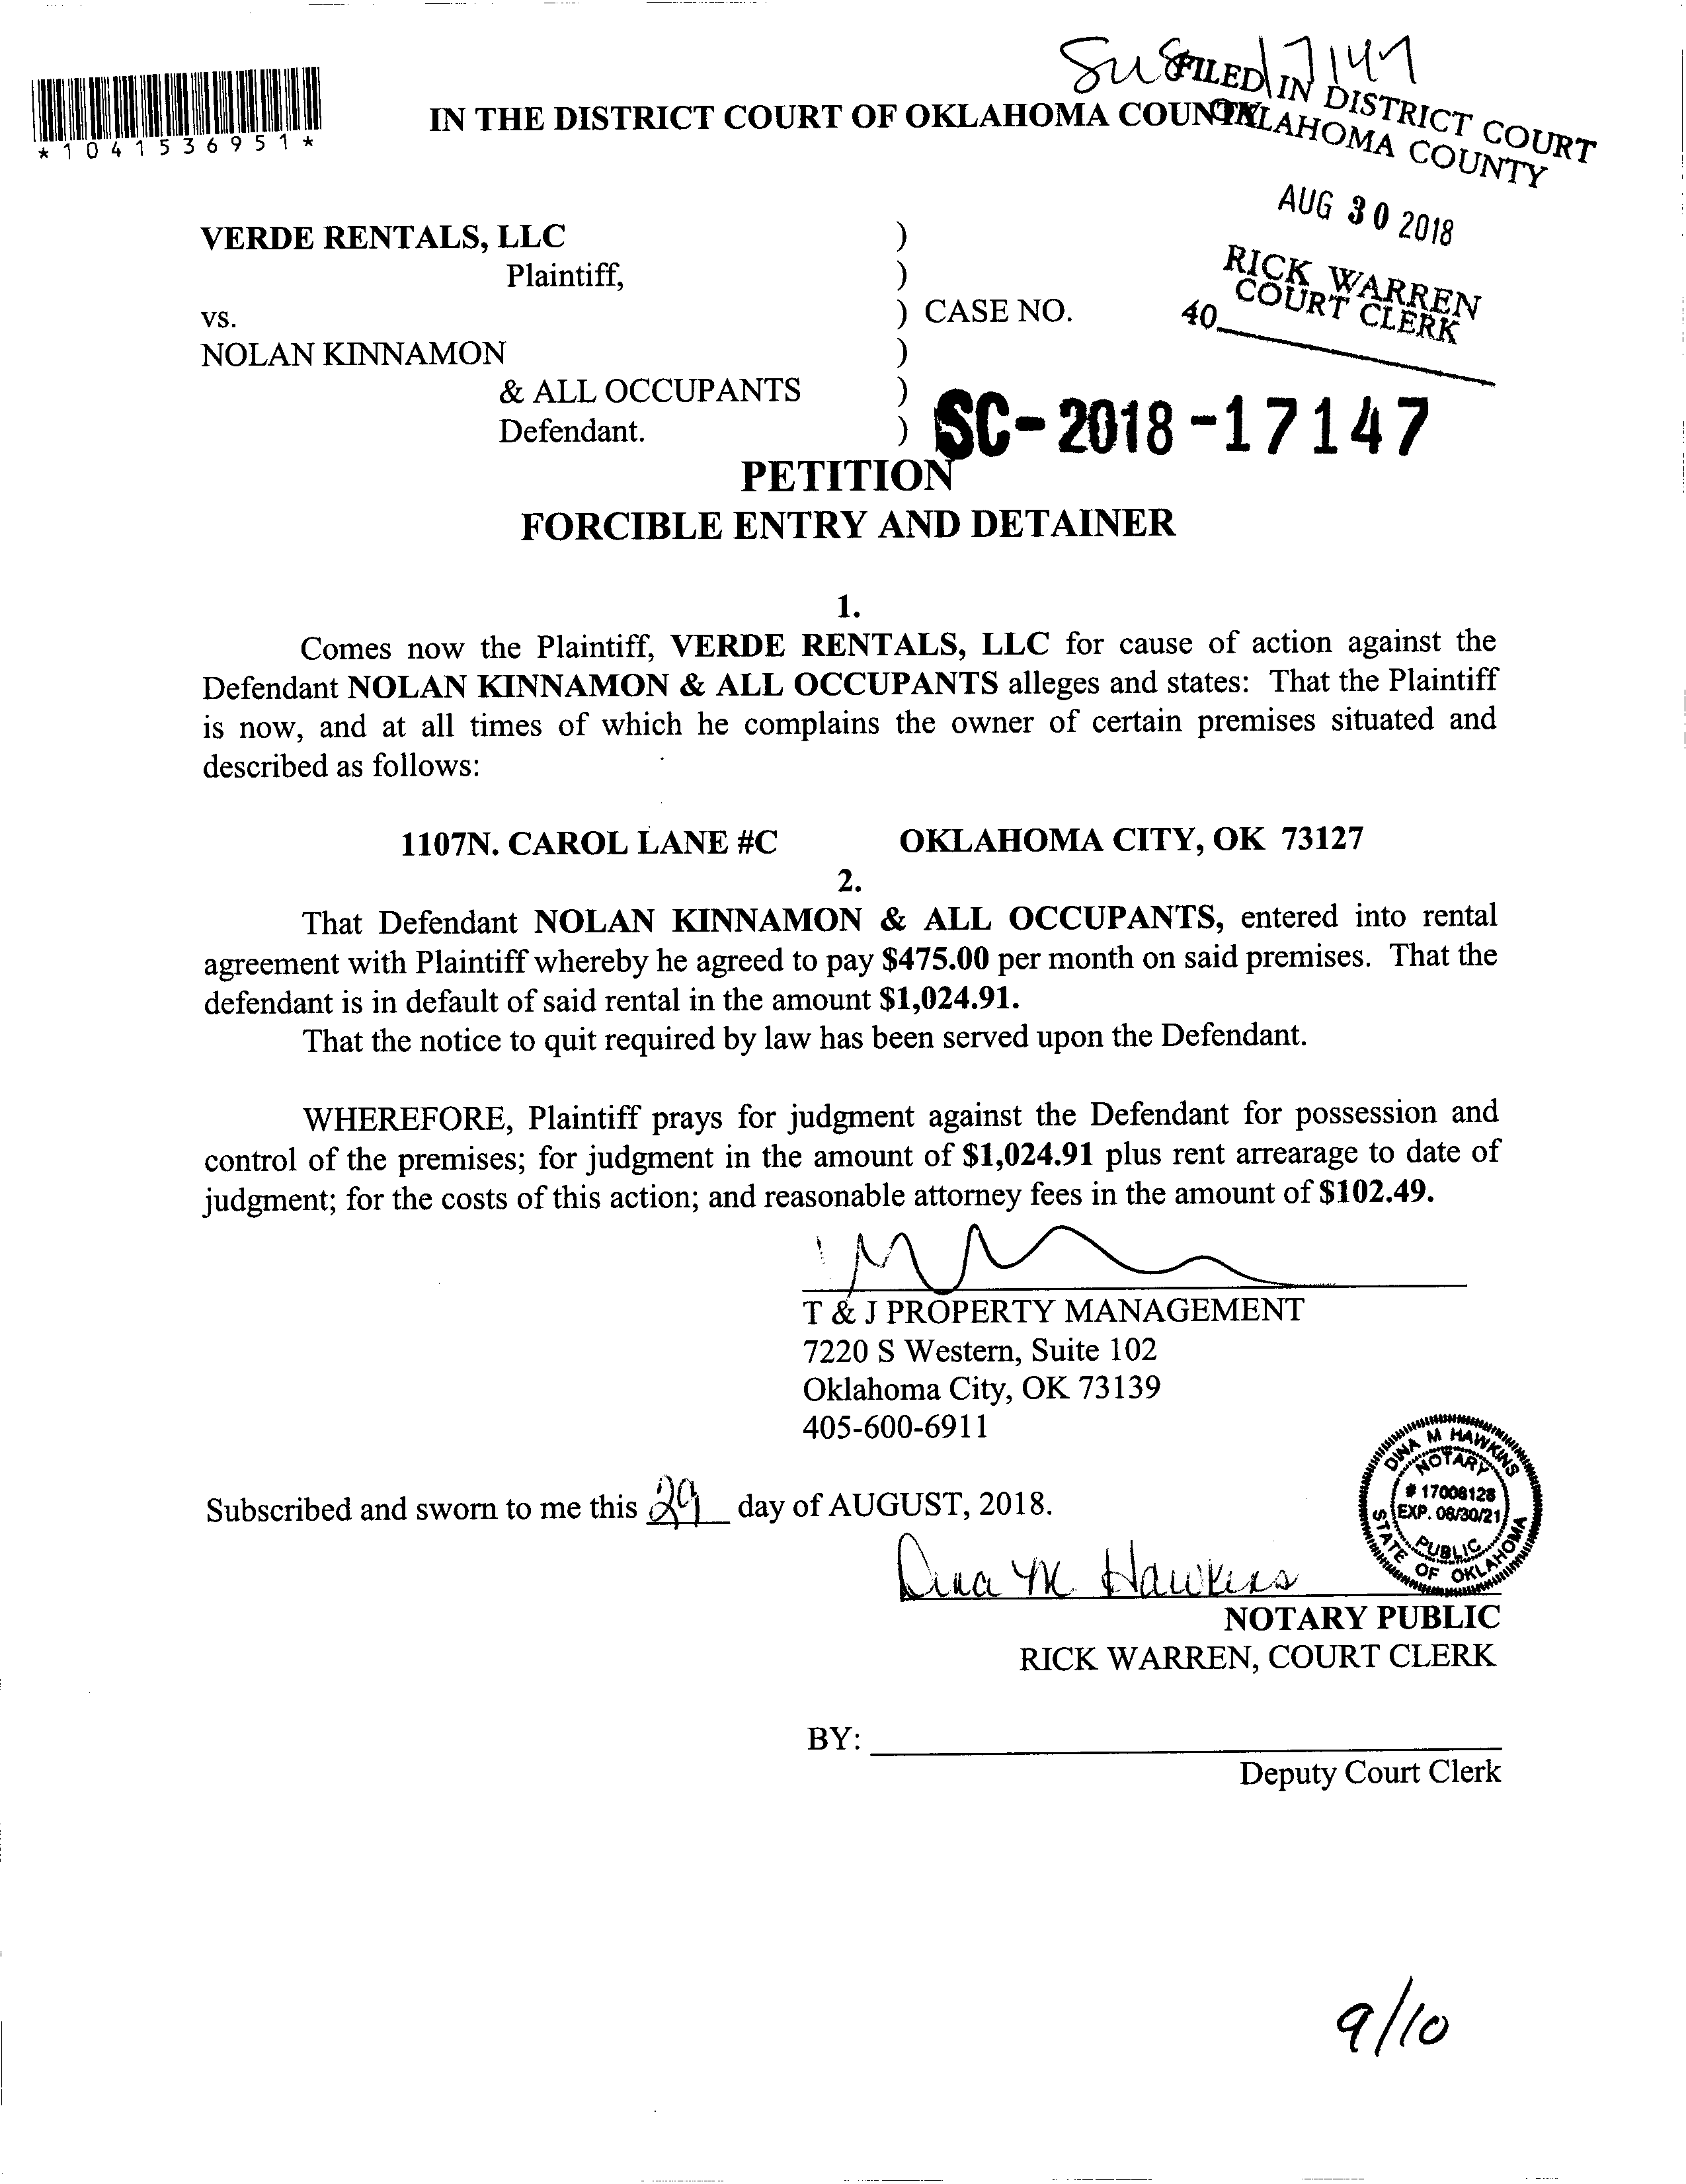 17147
FILED IN DISTRICT COURT
OKLAHOMA COUNTY
*1041536951*
IN THE DISTRICT COURT OF OKLAHOMA COUNTY
AUG 30 2018
RICK WARREN
COURT CLERK
40
VERDE RENTALS, LLC )
Plaintiff, )
vs. ) CASE NO.
NOLAN KINNAMON )
& ALL OCCUPANTS )
Defendant. ) SC-2018-17147
PETITION
FORCIBLE ENTRY AND DETAINER
1.
Comes now the Plaintiff, VERDE RENTALS, LLC for cause of action against the
Defendant NOLAN KINNAMON & ALL OCCUPANTS alleges and states: That the Plaintiff
is now, and at all times of which he complains the owner of certain premises situated and
described as follows:
1107N. CAROL LANE #C OKLAHOMA CITY, OK 73127
2.
That Defendant NOLAN KINNAMON & ALL OCCUPANTS, entered into rental
agreement with Plaintiff whereby he agreed to pay $475.00 per month on said premises. That the
defendant is in default of said rental in the amount $1,024.91.
That the notice to quit required by law has been served upon the Defendant.
WHEREFORE, Plaintiff prays for judgment against the Defendant for possession and
control of the premises; for judgment in the amount of $1,024.91 plus rent arrearage to date of
judgment; for the costs of this action; and reasonable attorney fees in the amount of $102.49.
T & J PROPERTY MANAGEMENT
7220 S Western, Suite 102
Oklahoma City, OK 73139
405-600-6911
DINA M HAWKINS
NOTARY
# 17008128
EXP. 08/30/21
PUBLIC
STATE OF OKLAHOMA
Subscribed and sworn to me this 29 day of AUGUST, 2018.
Dina M Hawkins
NOTARY PUBLIC
RICK WARREN, COURT CLERK
BY:
Deputy Court Clerk
9/10